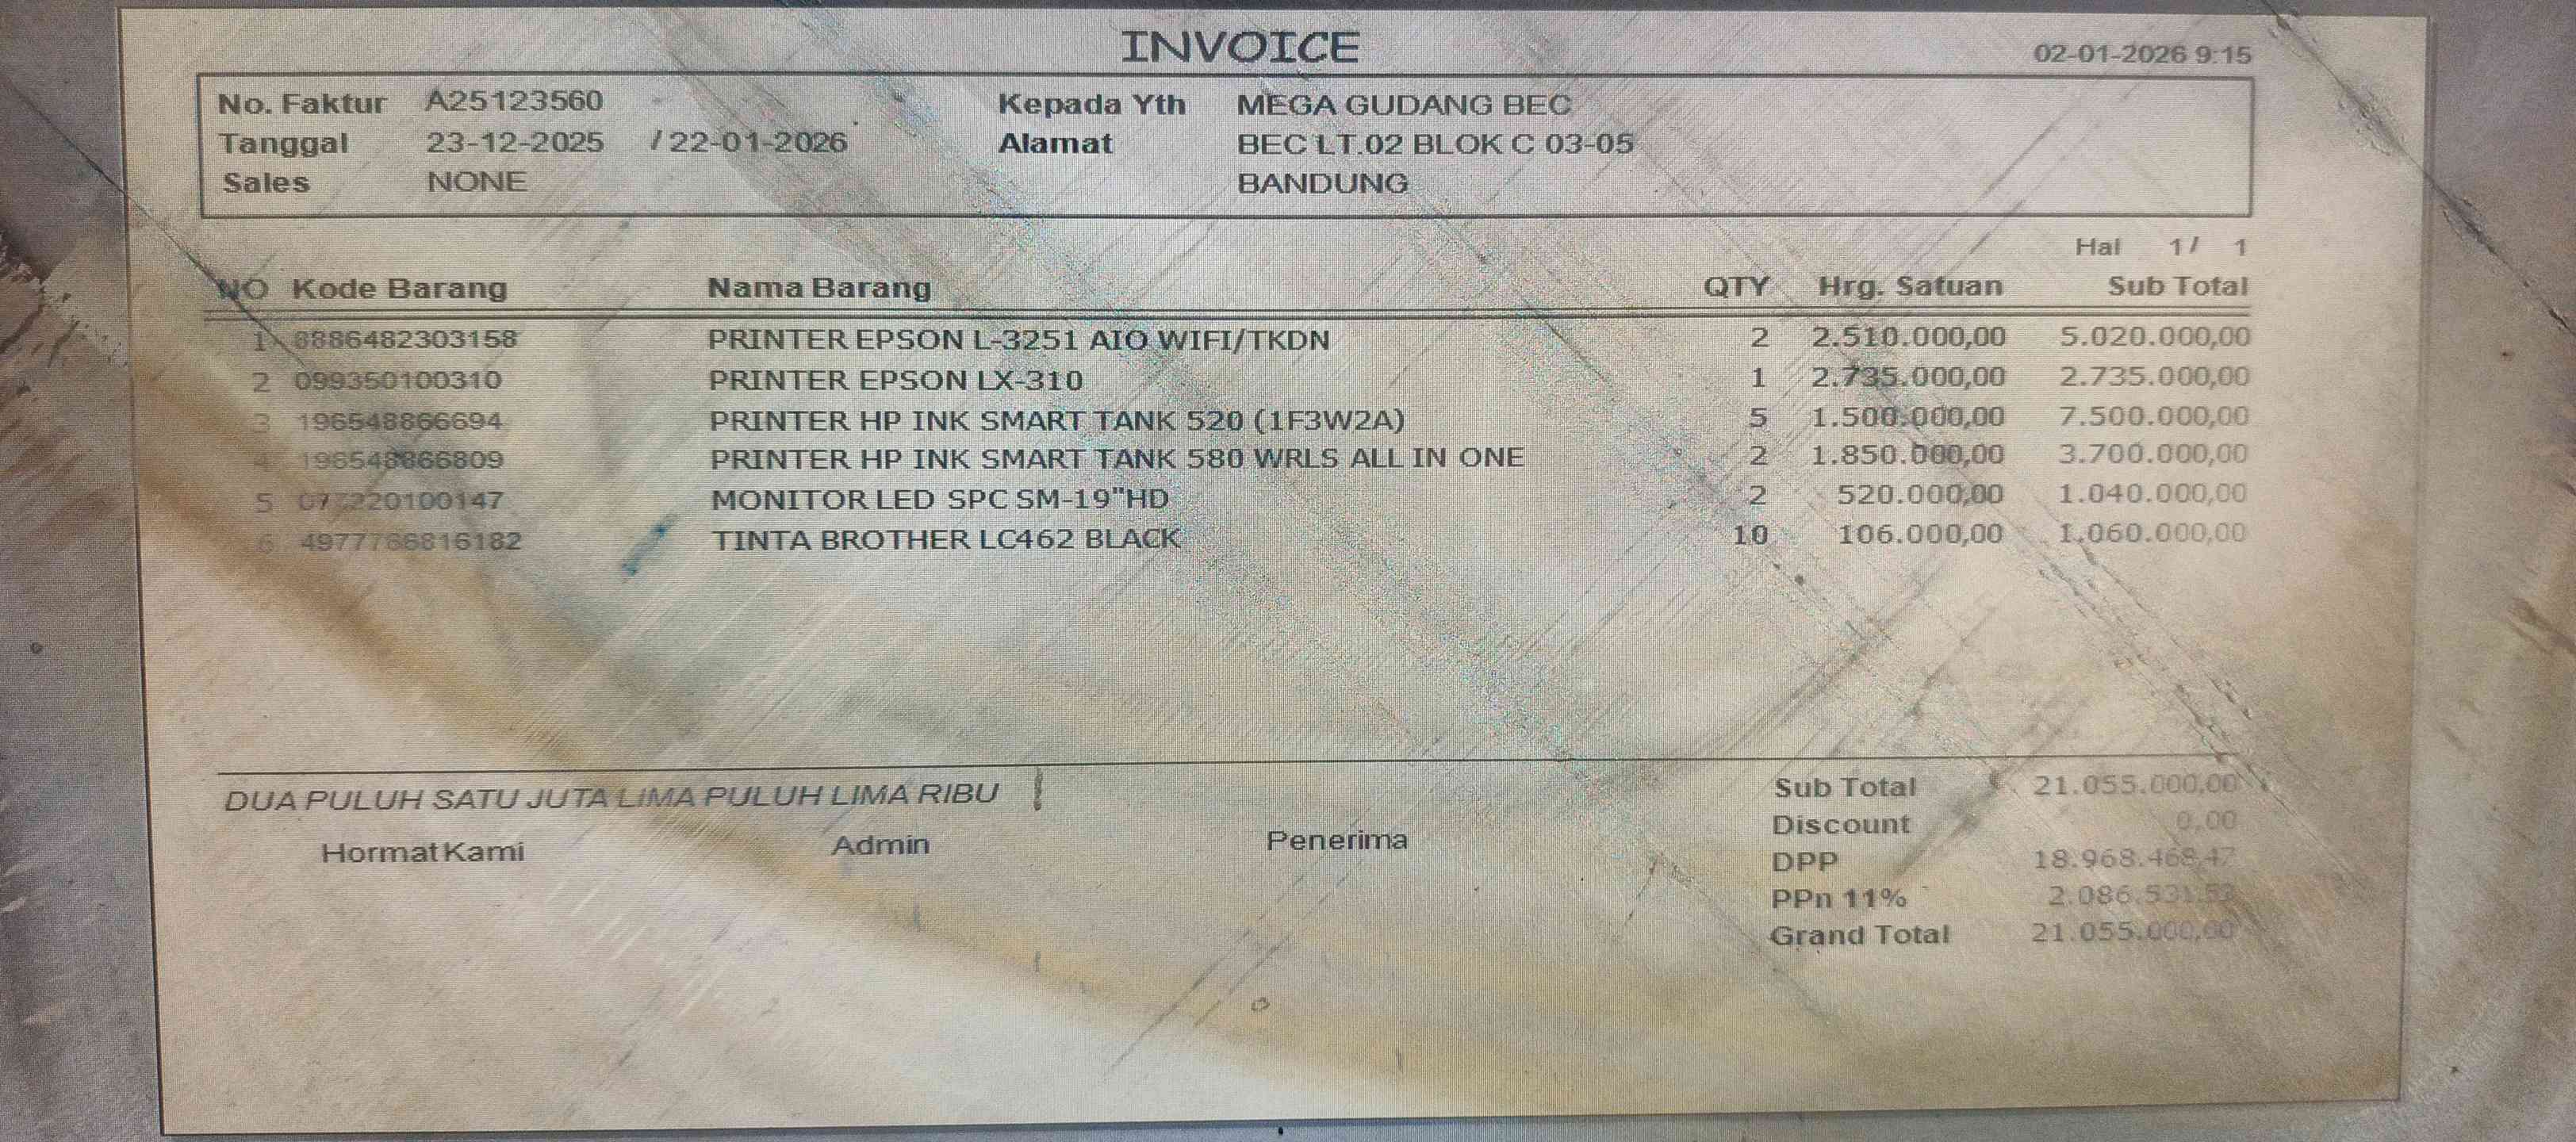 INVOICE
02-01-2026 9:15
No. Faktur A25123560 Kepada Yth MEGA GUDANG BEC
Tanggal 23-12-2025 / 22-01-2026 Alamat BEC LT.02 BLOK C 03-05
Sales NONE BANDUNG
Hal 1 / 1
NO Kode Barang Nama Barang QTY Hrg. Satuan Sub Total
1 8886482303158 PRINTER EPSON L-3251 AIO WIFI/TKDN 2 2.510.000,00 5.020.000,00
2 099350100310 PRINTER EPSON LX-310 1 2.735.000,00 2.735.000,00
3 196548866694 PRINTER HP INK SMART TANK 520 (1F3W2A) 5 1.500.000,00 7.500.000,00
4 196548866809 PRINTER HP INK SMART TANK 580 WRLS ALL IN ONE 2 1.850.000,00 3.700.000,00
5 077220100147 MONITOR LED SPC SM-19"HD 2 520.000,00 1.040.000,00
6 4977766816182 TINTA BROTHER LC462 BLACK 10 106.000,00 1.060.000,00
DUA PULUH SATU JUTA LIMA PULUH LIMA RIBU
Sub Total 21.055.000,00
Discount 0,00
Hormat Kami Admin Penerima
DPP 18.968.468,47
PPn 11% 2.086.531,53
Grand Total 21.055.000,00